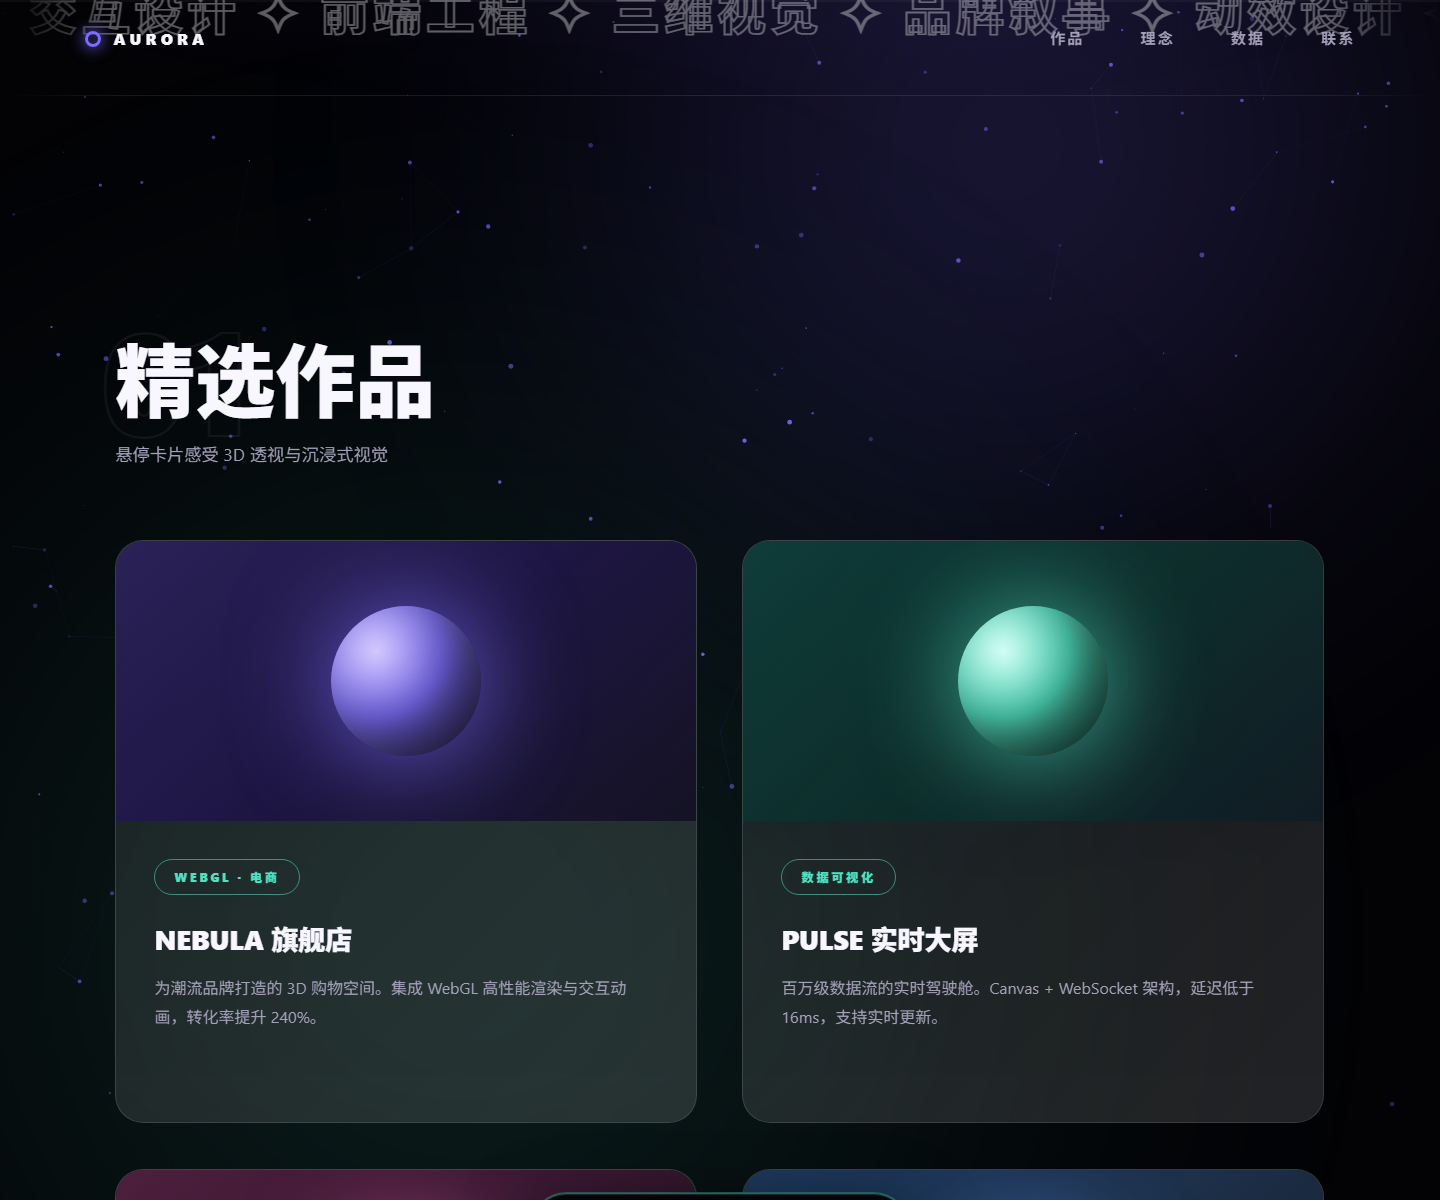 交互设计 ✧ 前端工程 ✧ 三维视觉 ✧ 品牌叙事 ✧ 动效设计
AURORA
作品 理念 数据 联系
01
精选作品
悬停卡片感受 3D 透视与沉浸式视觉
WEBGL · 电商
NEBULA 旗舰店
为潮流品牌打造的 3D 购物空间。集成 WebGL 高性能渲染与交互动
画，转化率提升 240%。
数据可视化
PULSE 实时大屏
百万级数据流的实时驾驶舱。Canvas + WebSocket 架构，延迟低于
16ms，支持实时更新。